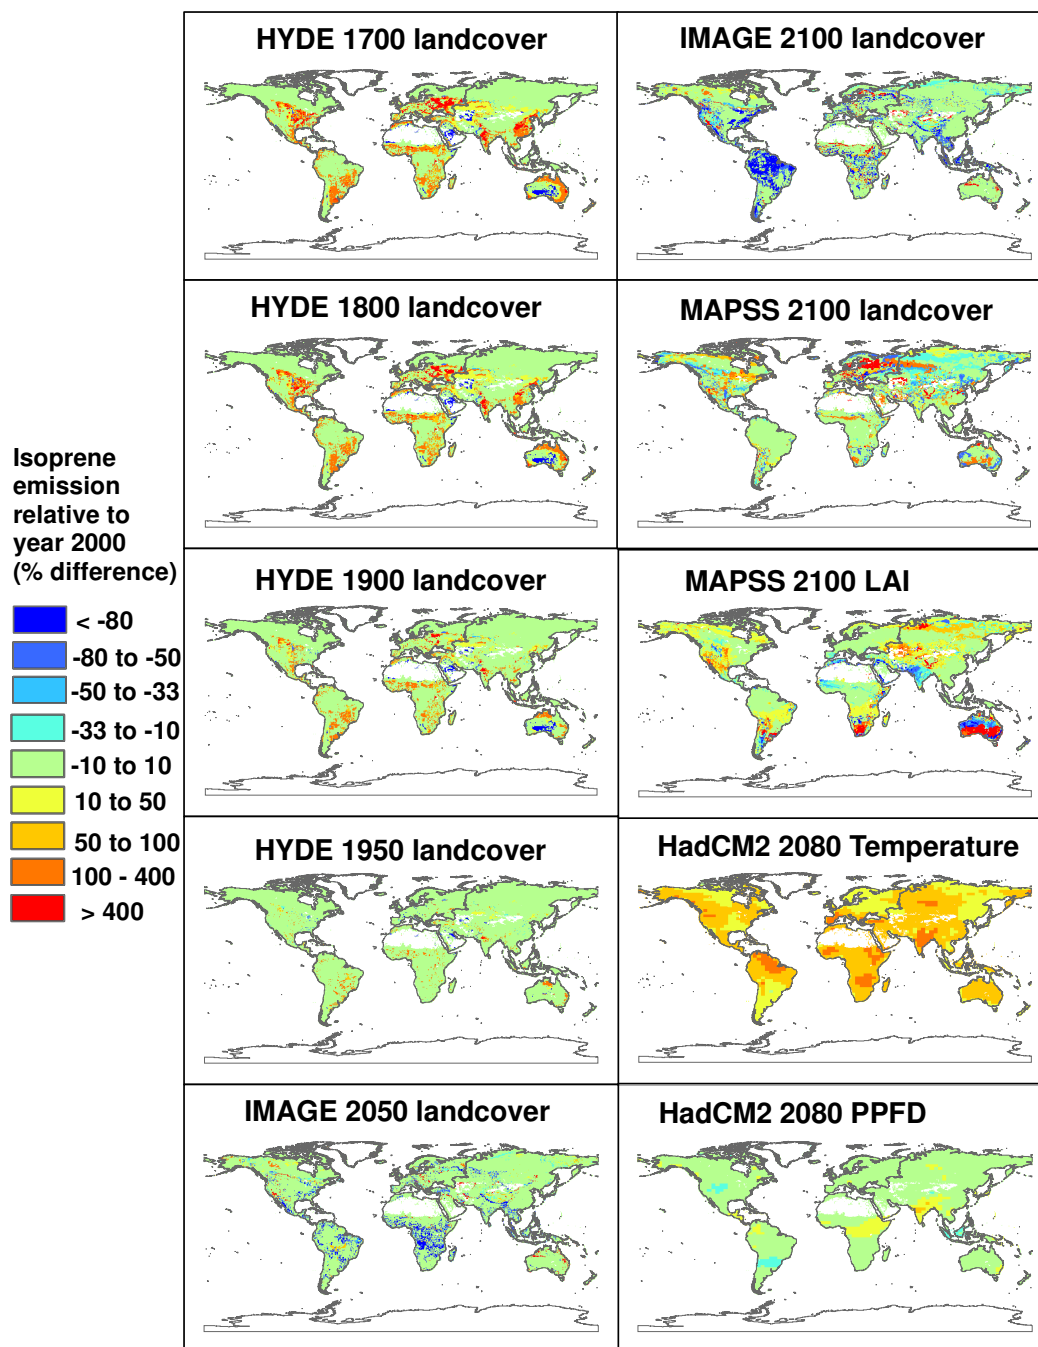 HYDE 1700 landcover
IMAGE 2100 landcover
HYDE 1800 landcover
MAPSS 2100 landcover
Isoprene
emission
relative to
year 2000
(% difference)
< -80
-80 to -50
-50 to -33
-33 to -10
-10 to 10
10 to 50
50 to 100
100 - 400
> 400
HYDE 1900 landcover
MAPSS 2100 LAI
HYDE 1950 landcover
HadCM2 2080 Temperature
IMAGE 2050 landcover
HadCM2 2080 PPFD